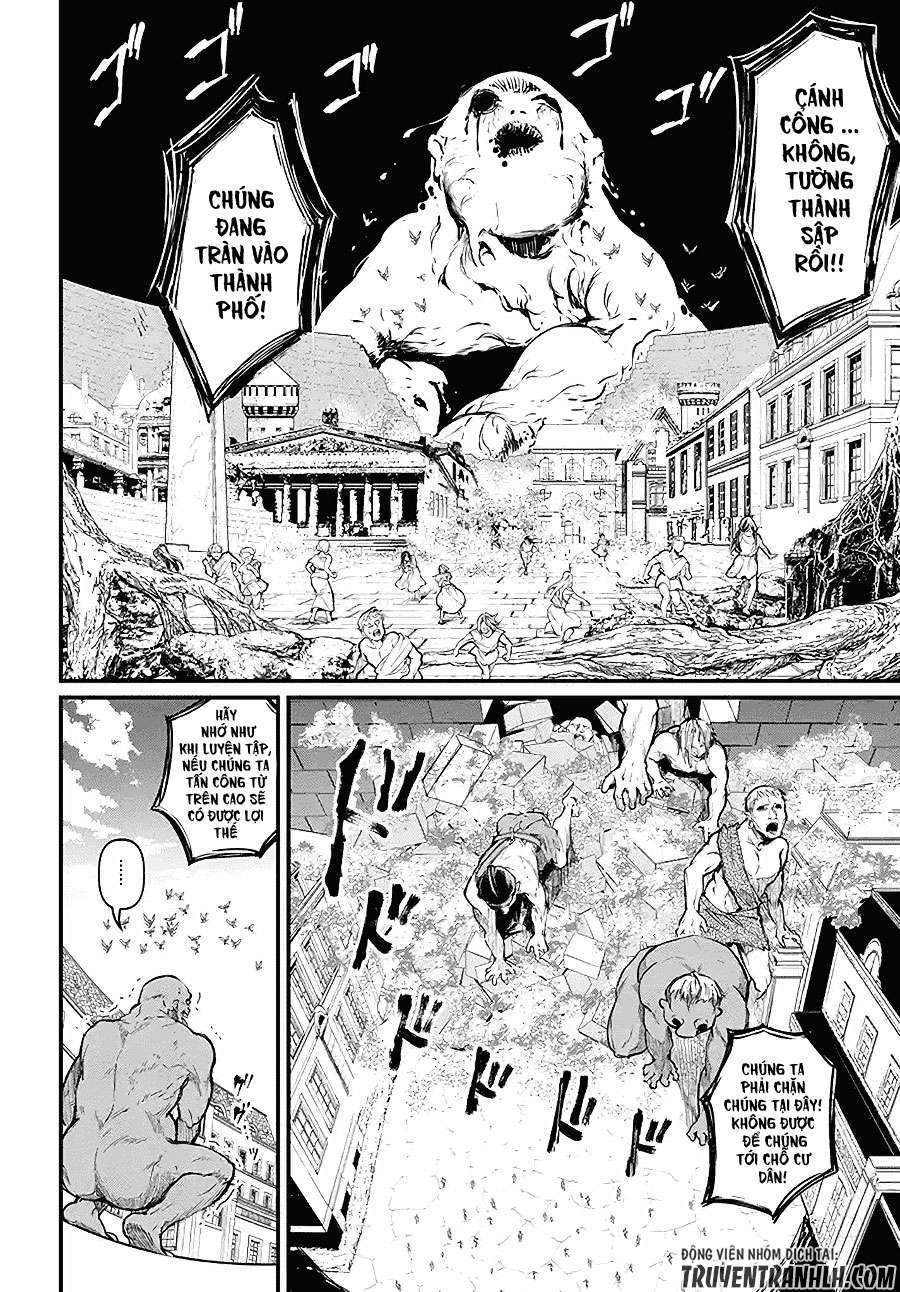 ゴゴゴゴゴ
CÁNH
CỔNG ...
KHÔNG,
TƯỜNG
THÀNH
SẬP
RỒI!!
CHÚNG
ĐANG
TRÀN VÀO
THÀNH
PHỐ!
ドドドドド
CHÚNG TA
PHẢI CHẶN
CHÚNG TẠI ĐÂY!
KHÔNG ĐƯỢC
ĐỂ CHÚNG
TỚI CHỖ CƯ
DÂN!
HÃY
NHỚ NHƯ
KHI LUYỆN TẬP,
NẾU CHÚNG TA
TẤN CÔNG TỪ
TRÊN CAO SẼ
CÓ ĐƯỢC LỢI
THẾ
......
ĐỘNG VIÊN NHÓM DỊCH TẠI:
TRUYENTRANHLH.COM